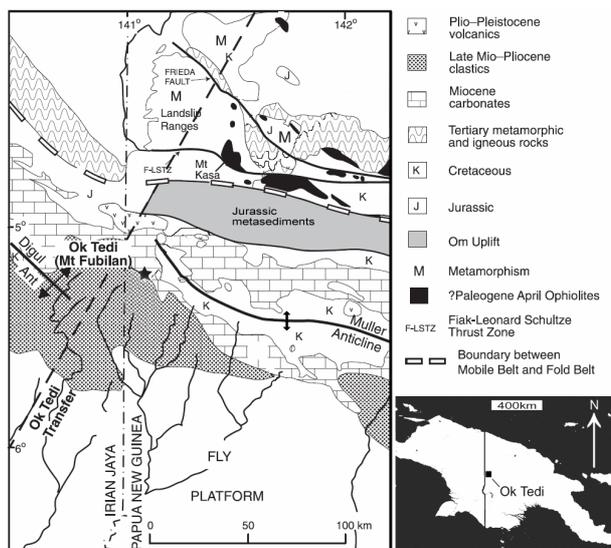 141°
142°
M
K
FRIEDA
FAULT
J
M
Landslip
Ranges
J
M
K
F-LSTZ
Mt
Kasa
K
J
K
Jurassic
metasediments
5°
Ok Tedi
(Mt Fubilan)
Digul
Ant
K
K
K
K
J
K
K
Muller
Anticline
K
Ok Tedi
Transfer
6°
IRIAN JAYA
PAPUA NEW GUINEA
FLY
PLATFORM
0
50
100 km
Plio–Pleistocene
volcanics
Late Mio–Pliocene
clastics
Miocene
carbonates
Tertiary metamorphic
and igneous rocks
K
Cretaceous
J
Jurassic
Om Uplift
M
Metamorphism
?Paleogene April Ophiolites
F-LSTZ
Fiak-Leonard Schultze
Thrust Zone
Boundary between
Mobile Belt and Fold Belt
400km
N
Ok Tedi